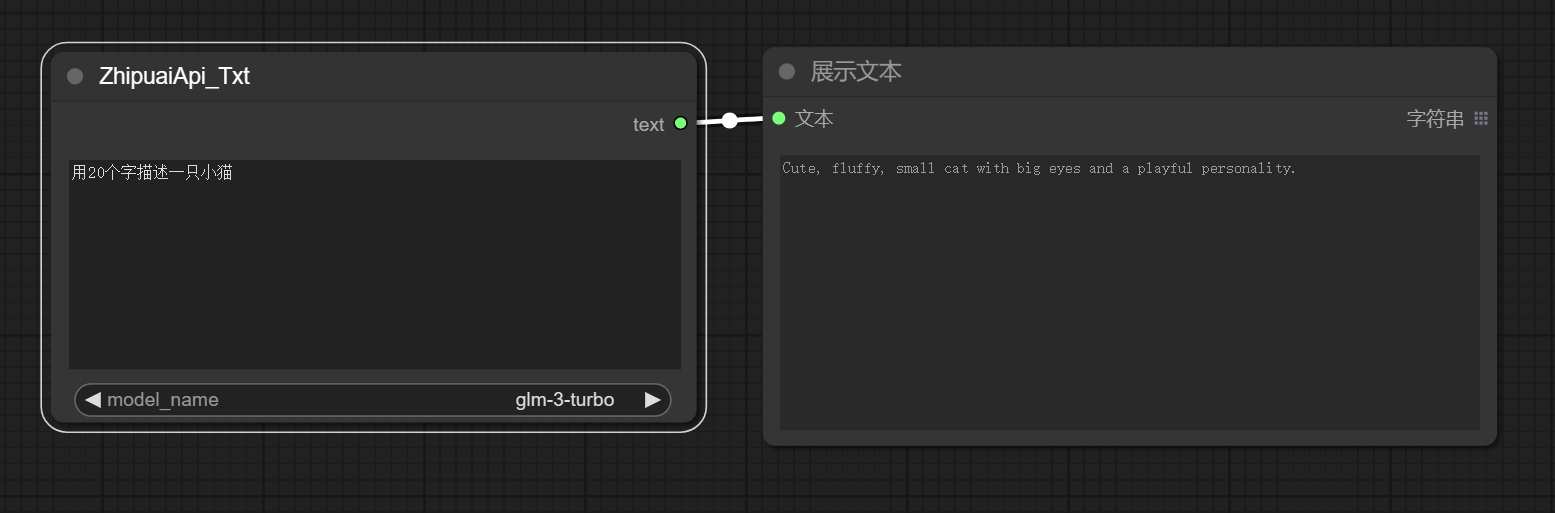 ZhipuaiApi_Txt
text
用20个字描述一只小猫
model_name
glm-3-turbo
展示文本
文本
字符串
Cute, fluffy, small cat with big eyes and a playful personality.